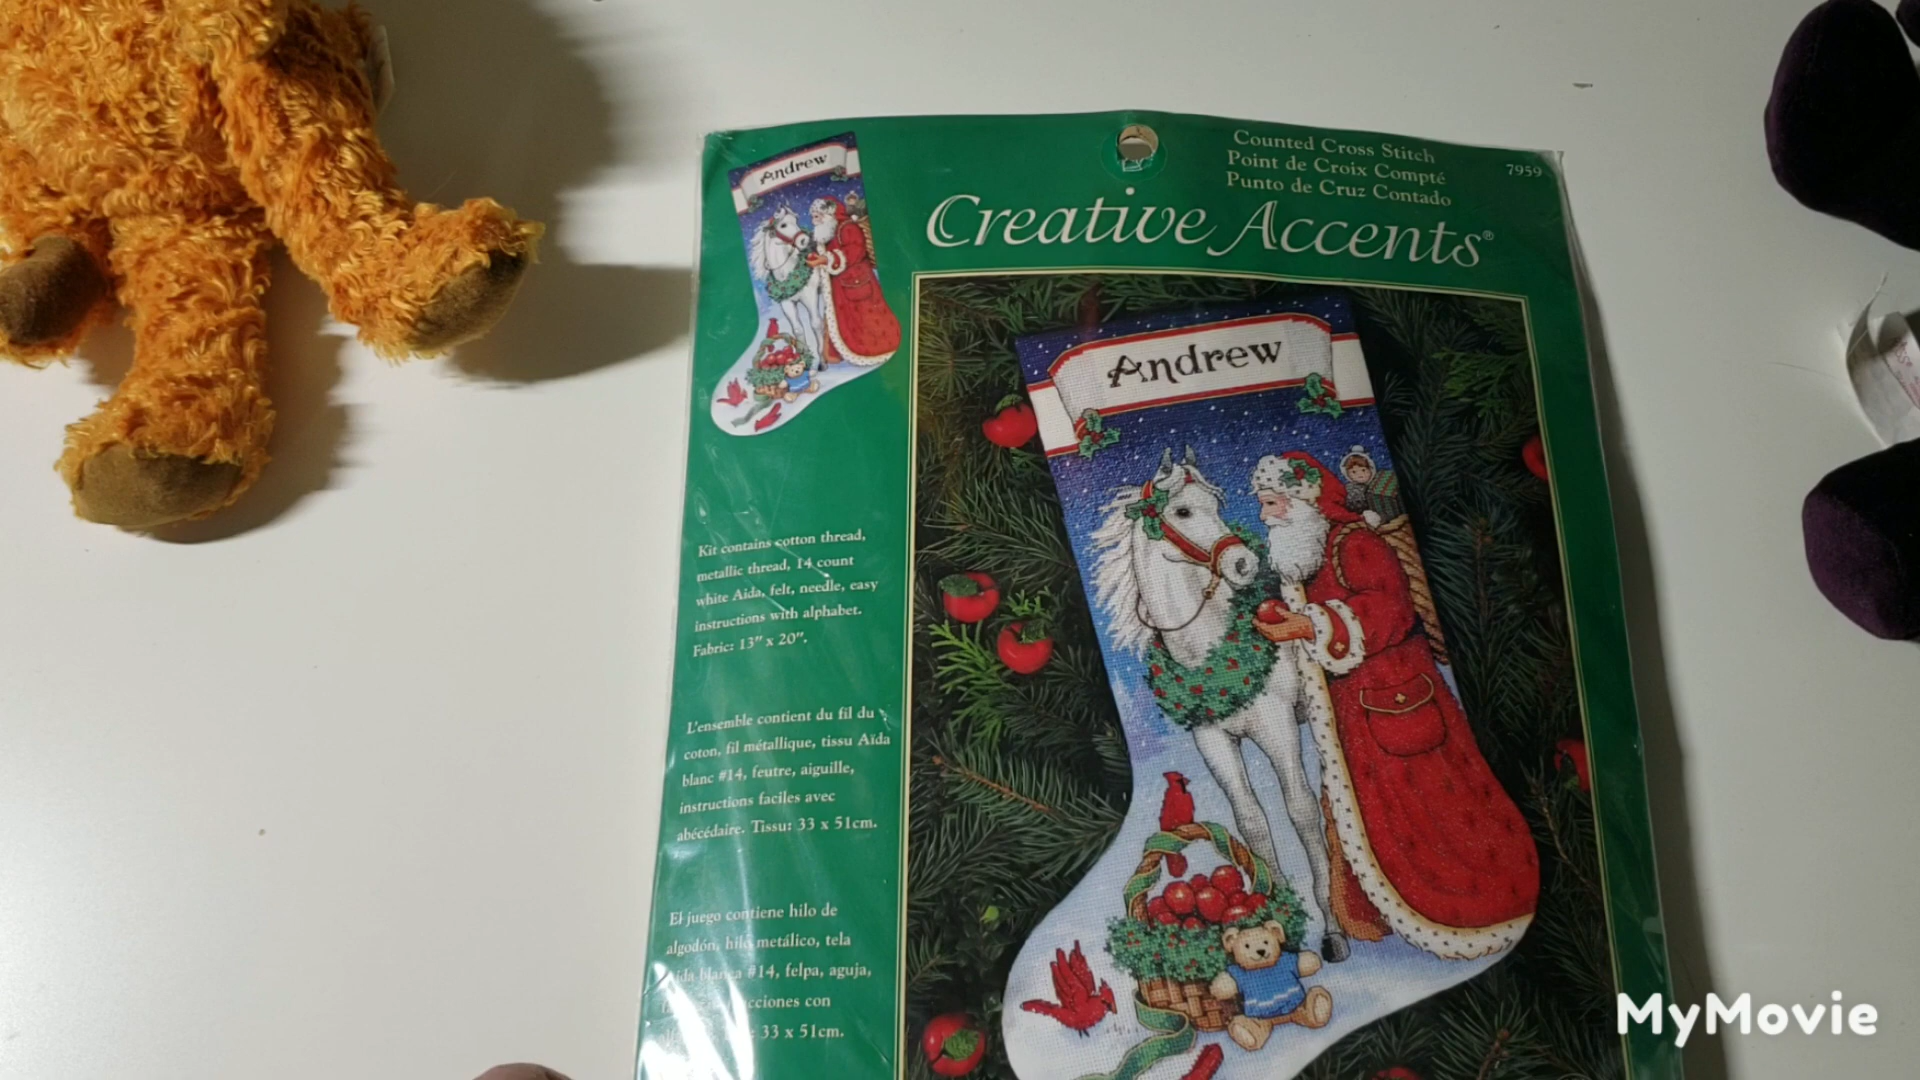 Andrew
Counted Cross Stitch
Point de Croix Compté
Punto de Cruz Contado
7959
Creative Accents®
Andrew
Kit contains cotton thread,
metallic thread, 14 count
white Aida, felt, needle, easy
instructions with alphabet.
Fabric: 13" x 20".
L'ensemble contient du fil du
coton, fil métallique, tissu Aïda
blanc #14, feutre, aiguille,
instructions faciles avec
abécédaire. Tissu: 33 x 51cm.
El juego contiene hilo de
algodón, hilo metálico, tela
blanca #14, felpa, aguja,
con
33 x 51cm.
MyMovie